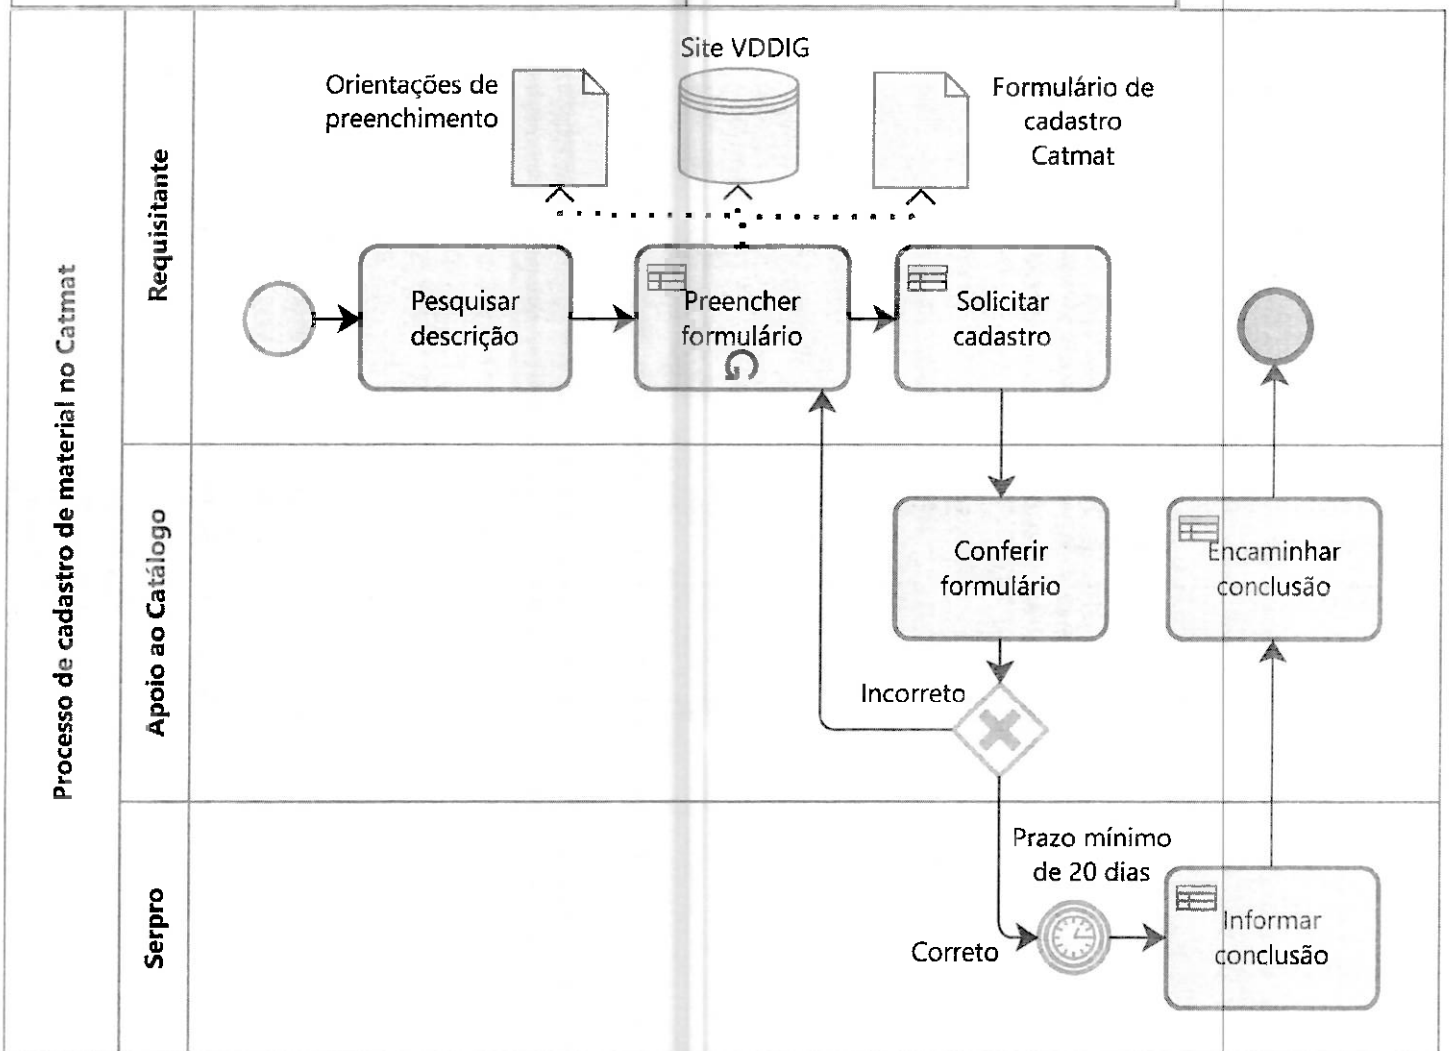 Processo de cadastro de material no Catmat
Requisitante
Site VDDIG
Orientações de
preenchimento
Formulário de
cadastro
Catmat
Pesquisar
descrição
Preencher
formulário
Solicitar
cadastro
Apoio ao Catálogo
Conferir
formulário
Encaminhar
conclusão
Incorreto
Serpro
Prazo mínimo
de 20 dias
Correto
Informar
conclusão